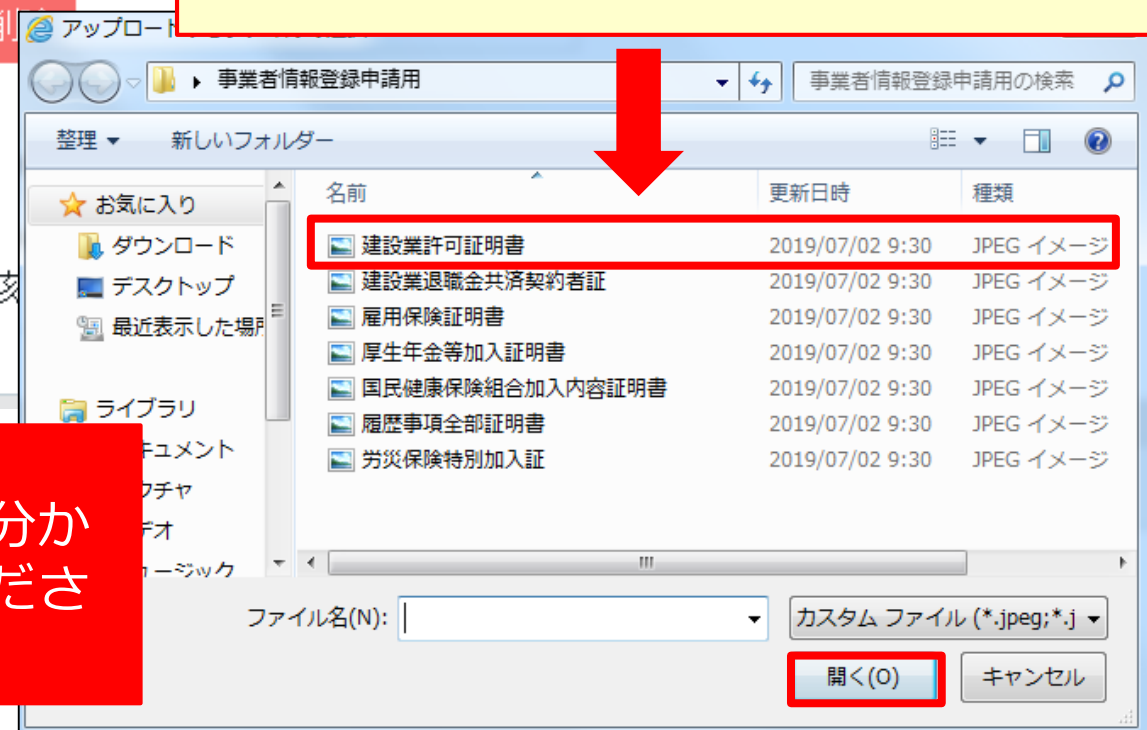 削
アップロード
事業者情報登録申請用
事業者情報登録申請用の検索
整理
新しいフォルダー
名前 更新日時 種類
お気に入り
ダウンロード
デスクトップ
最近表示した場所
ライブラリ
キュメント
クチャ
デオ
ュージック
建設業許可証明書 2019/07/02 9:30 JPEG イメージ
建設業退職金共済契約者証 2019/07/02 9:30 JPEG イメージ
雇用保険証明書 2019/07/02 9:30 JPEG イメージ
厚生年金等加入証明書 2019/07/02 9:30 JPEG イメージ
国民健康保険組合加入内容証明書 2019/07/02 9:30 JPEG イメージ
履歴事項全部証明書 2019/07/02 9:30 JPEG イメージ
労災保険特別加入証 2019/07/02 9:30 JPEG イメージ
分か
ださ
ファイル名(N):
カスタム ファイル (*.jpeg;*.j
開く(O)
キャンセル